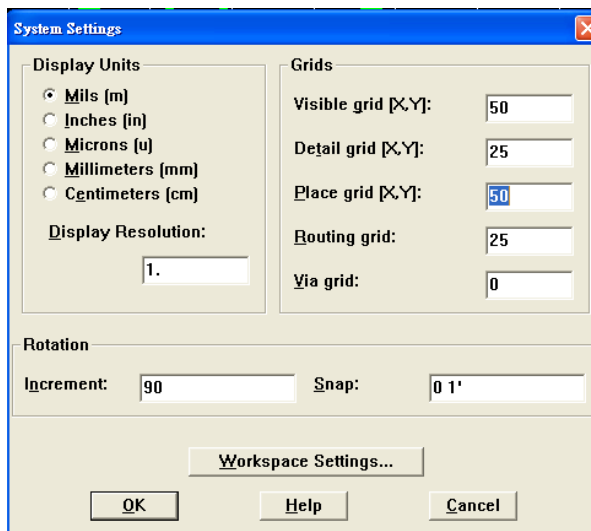 System Settings
Display Units
Mils (m)
Inches (in)
Microns (u)
Millimeters (mm)
Centimeters (cm)
Display Resolution:
1.
Grids
Visible grid [X,Y]: 50
Detail grid [X,Y]: 25
Place grid [X,Y]: 50
Routing grid: 25
Via grid: 0
Rotation
Increment: 90 Snap: 0 1'
Workspace Settings...
OK Help Cancel